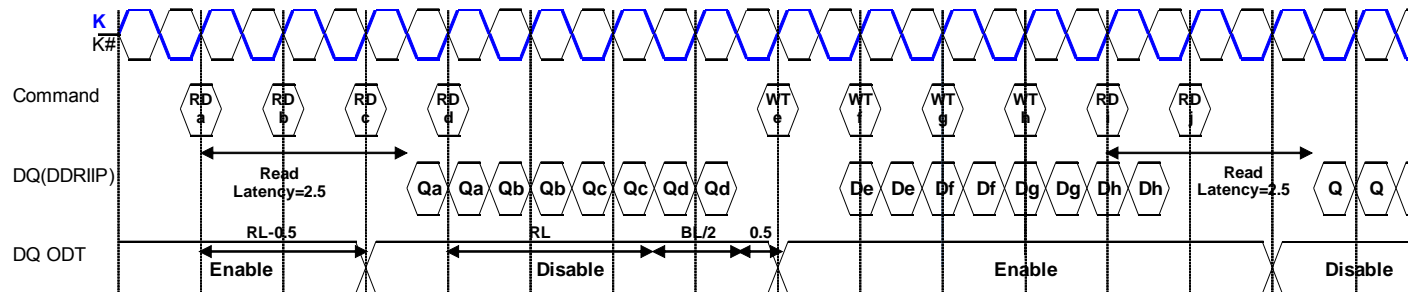 K
K#
Command
RD a RD b RD c RD d WT e WT f WT g WT h RD i RD j
Read
Latency=2.5
DQ(DDRIIP)
Qa Qa Qb Qb Qc Qc Qd Qd De De Df Df Dg Dg Dh Dh Q Q
Read
Latency=2.5
RL-0.5 RL BL/2 0.5
DQ ODT
Enable Disable Enable Disable